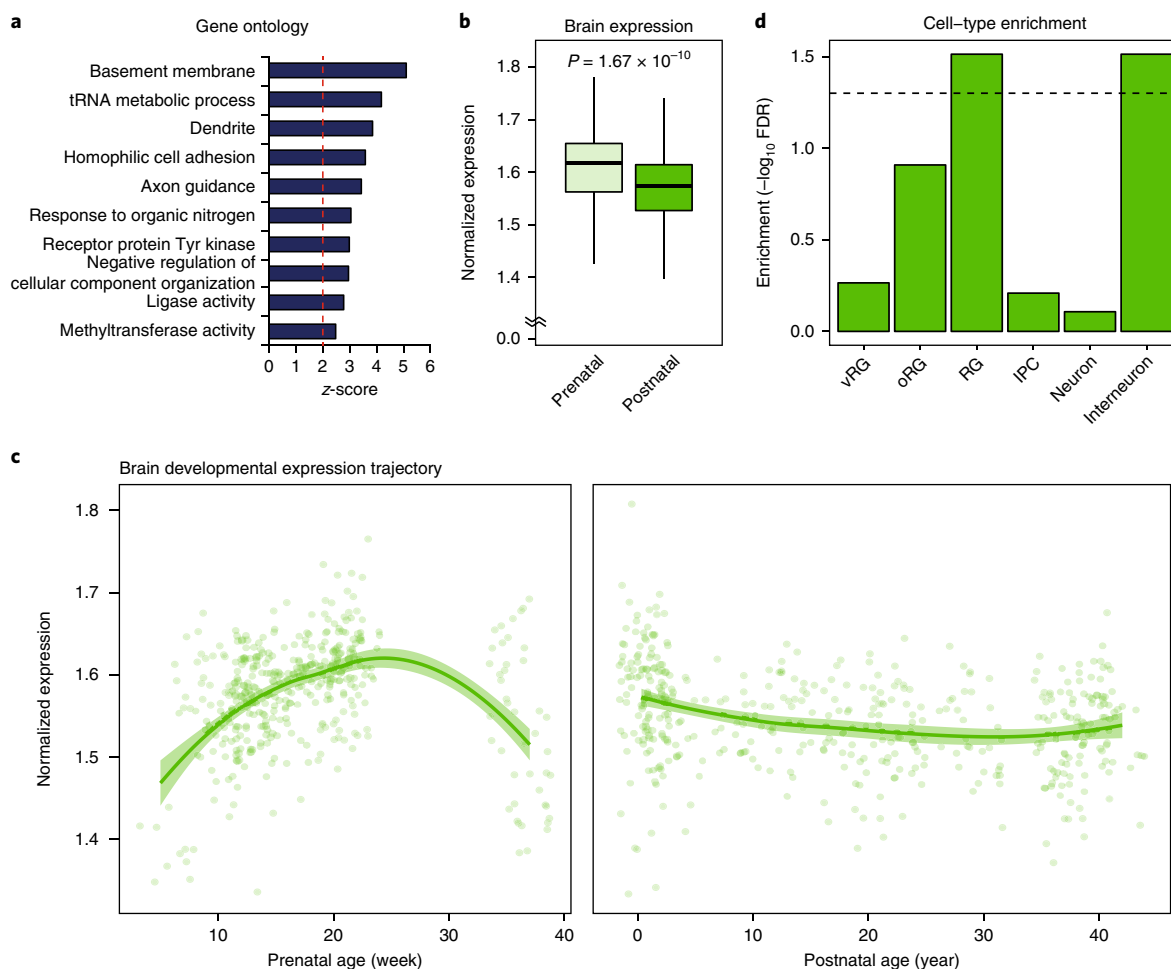 a
Gene ontology
Basement membrane
tRNA metabolic process
Dendrite
Homophilic cell adhesion
Axon guidance
Response to organic nitrogen
Receptor protein Tyr kinase
Negative regulation of
cellular component organization
Ligase activity
Methyltransferase activity
0 1 2 3 4 5 6
z-score
b
Brain expression
P = 1.67 × 10⁻¹⁰
Normalized expression
1.8
1.7
1.6
1.5
1.4
0.0
Prenatal
Postnatal
d
Cell–type enrichment
Enrichment (–log₁₀ FDR)
1.5
1.0
0.5
0.0
vRG
oRG
RG
IPC
Neuron
Interneuron
c
Brain developmental expression trajectory
Normalized expression
1.8
1.7
1.6
1.5
1.4
10 20 30 40
Prenatal age (week)
0 10 20 30 40
Postnatal age (year)